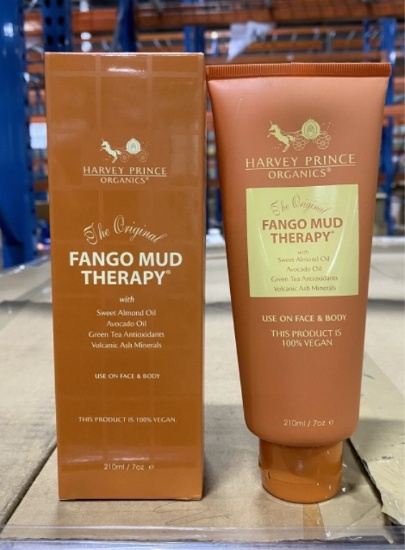 HARVEY PRINCE
ORGANICS®
The Original
FANGO MUD
THERAPY®
with
Sweet Almond Oil
Avocado Oil
Green Tea Antioxidants
Volcanic Ash Minerals
USE ON FACE & BODY
THIS PRODUCT IS 100% VEGAN.
210ml / 7oz ℮
HARVEY PRINCE
ORGANICS®
The Original
FANGO MUD
THERAPY®
with
Sweet Almond Oil
Avocado Oil
Green Tea Antioxidants
Volcanic Ash Minerals
USE ON FACE & BODY
THIS PRODUCT IS
100% VEGAN
210ml / 7oz ℮